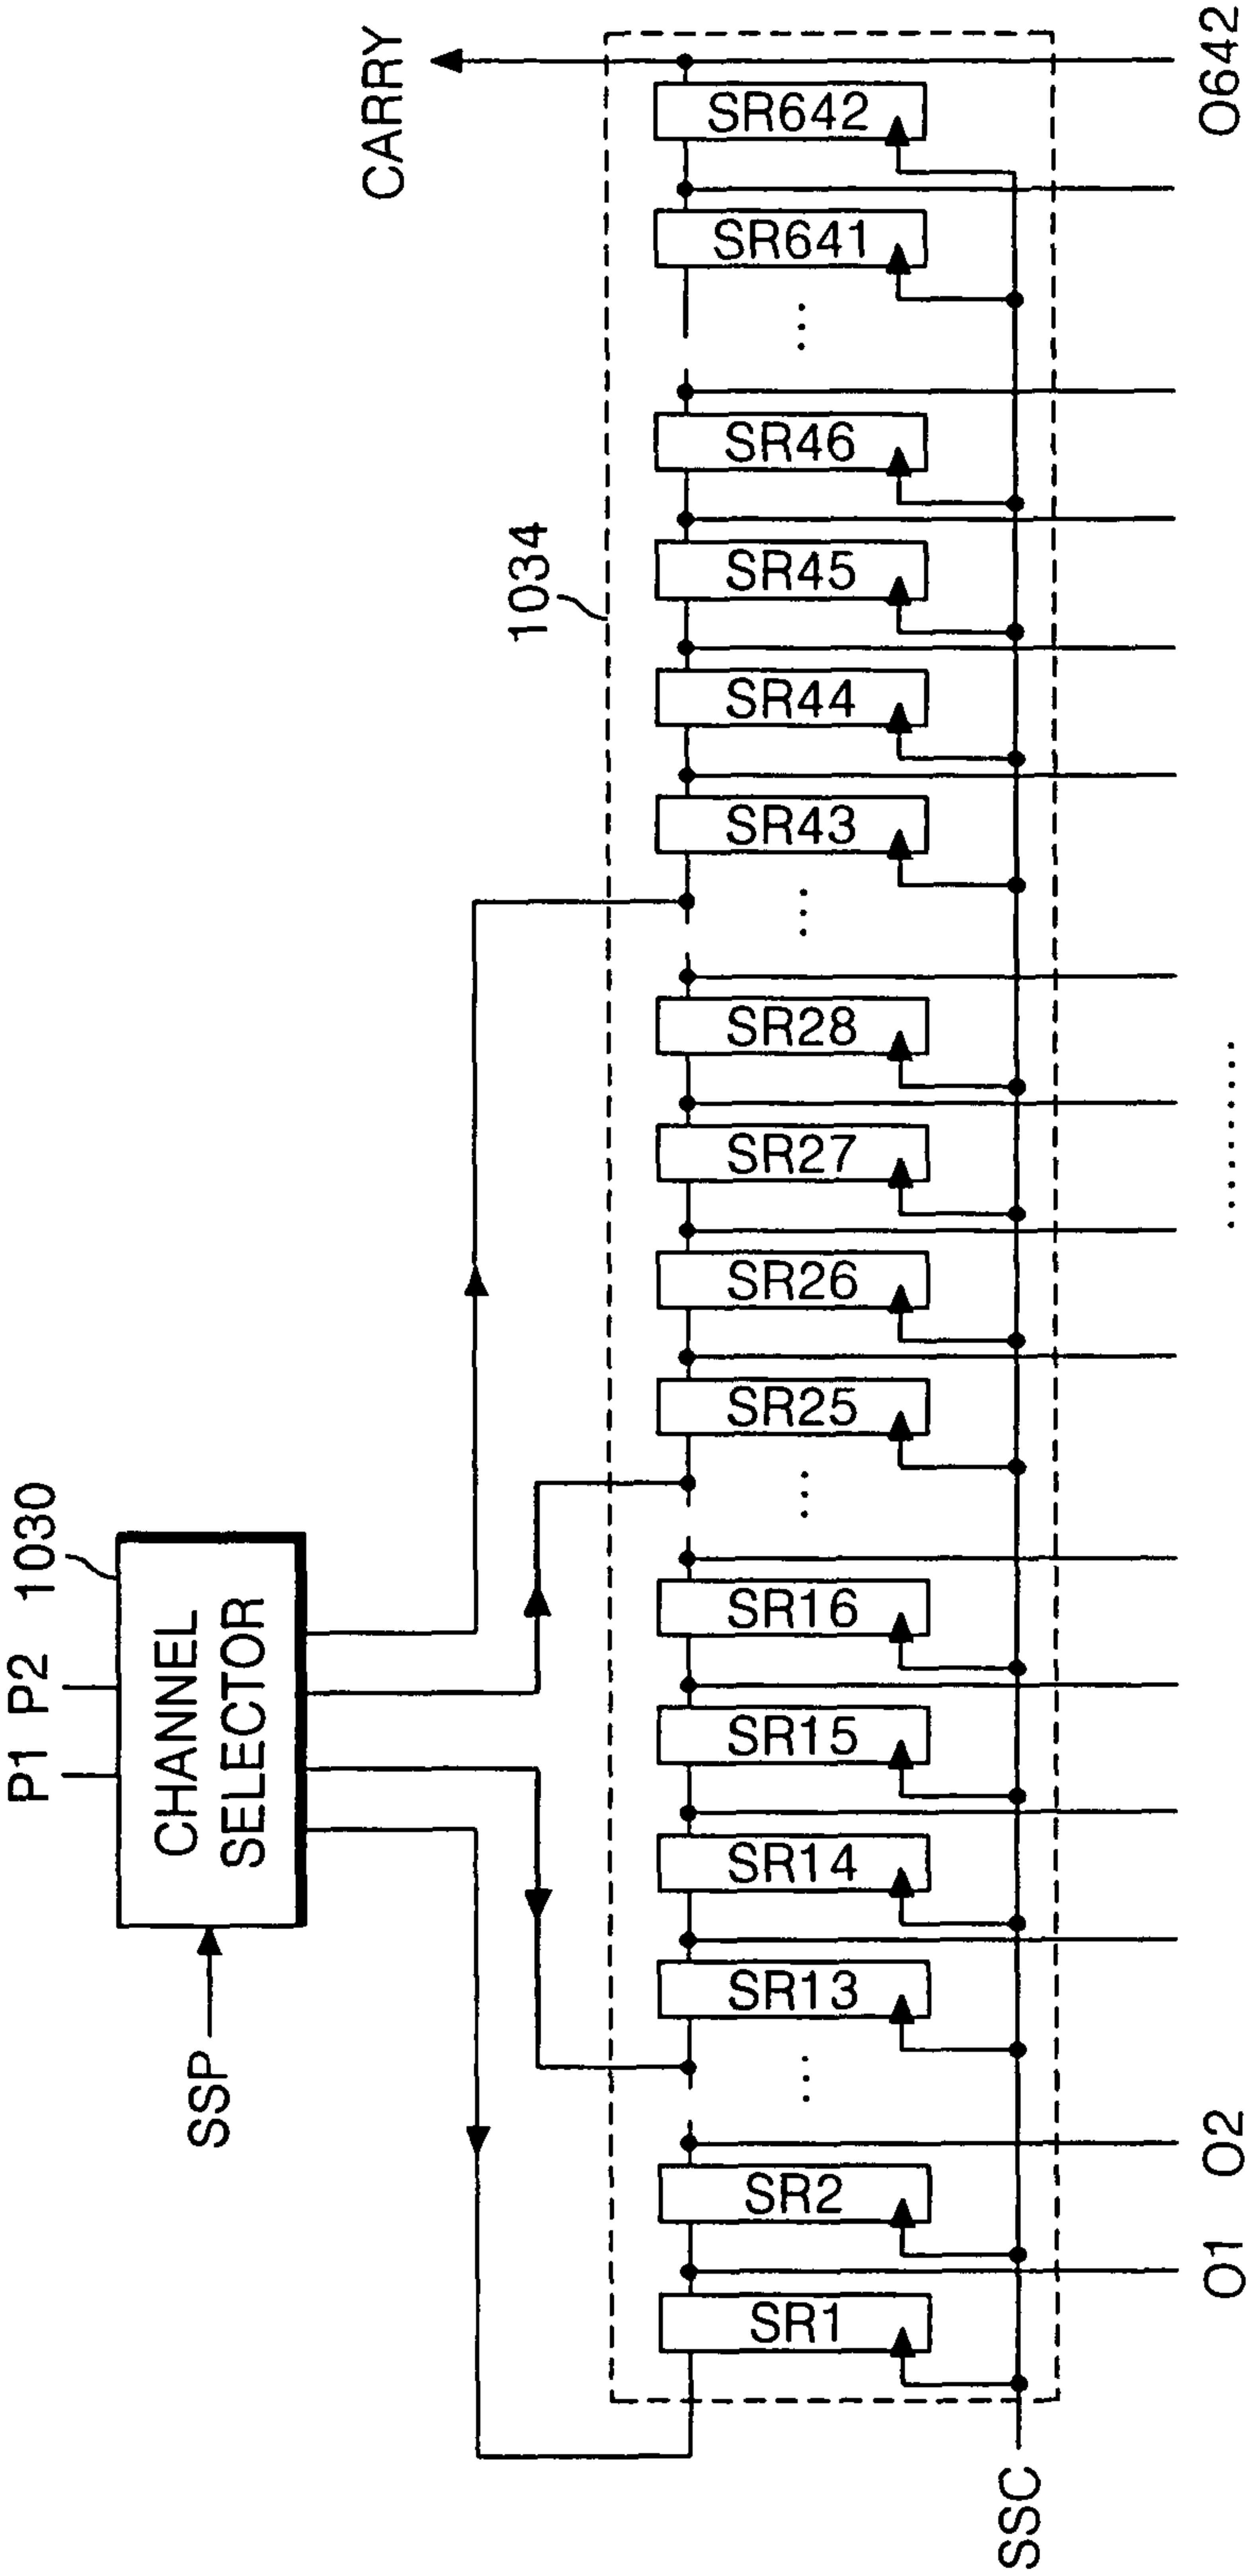 P1 P2 1030
CHANNEL
SELECTOR
SSP
CARRY
1034
SR1
SR2
...
SR13
SR14
SR15
SR16
...
SR25
SR26
SR27
SR28
...
SR43
SR44
SR45
SR46
...
SR641
SR642
SSC
O1 O2 ......... O642